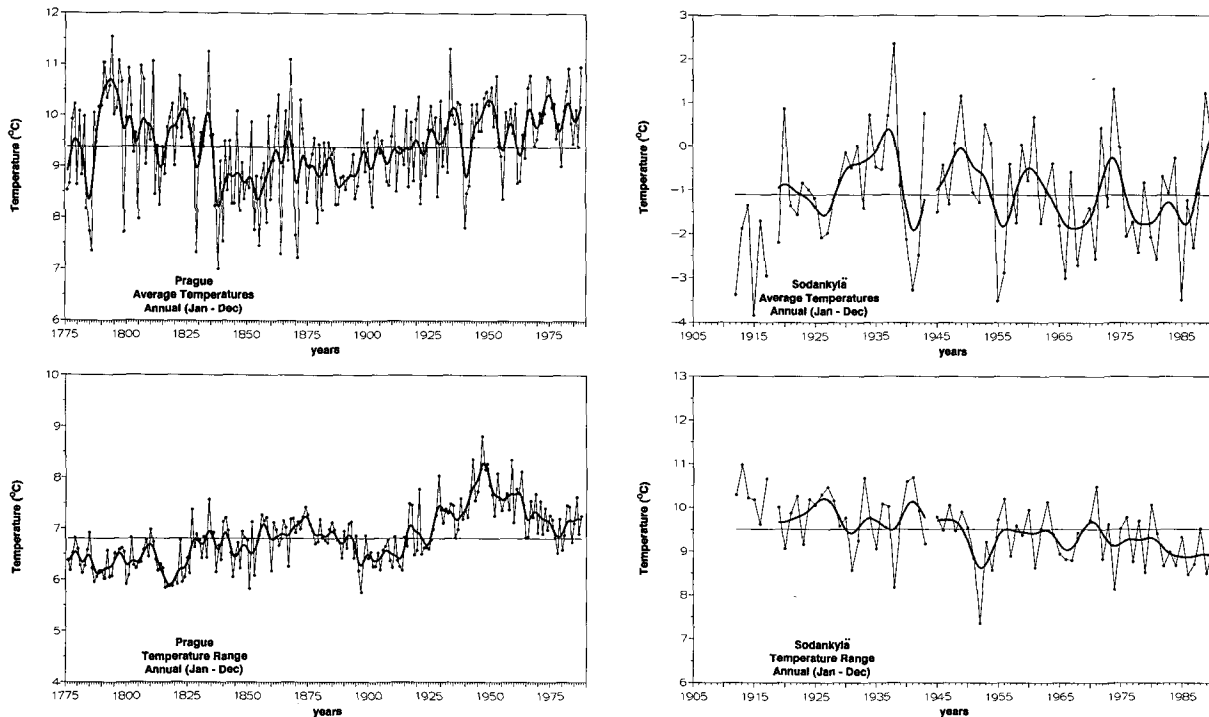 12
11
10
9
8
7
6
Temperature (°C)
Prague
Average Temperatures
Annual (Jan - Dec)
1775 1800 1825 1850 1875 1900 1925 1950 1975
years
3
2
1
0
-1
-2
-3
-4
Temperature (°C)
Sodankylä
Average Temperatures
Annual (Jan - Dec)
1905 1915 1925 1935 1945 1955 1965 1975 1985
years
10
9
8
7
6
5
4
Temperature (°C)
Prague
Temperature Range
Annual (Jan - Dec)
1775 1800 1825 1850 1875 1900 1925 1950 1975
years
13
12
11
10
9
8
7
6
Temperature (°C)
Sodankylä
Temperature Range
Annual (Jan - Dec)
1905 1915 1925 1935 1945 1955 1965 1975 1985
years